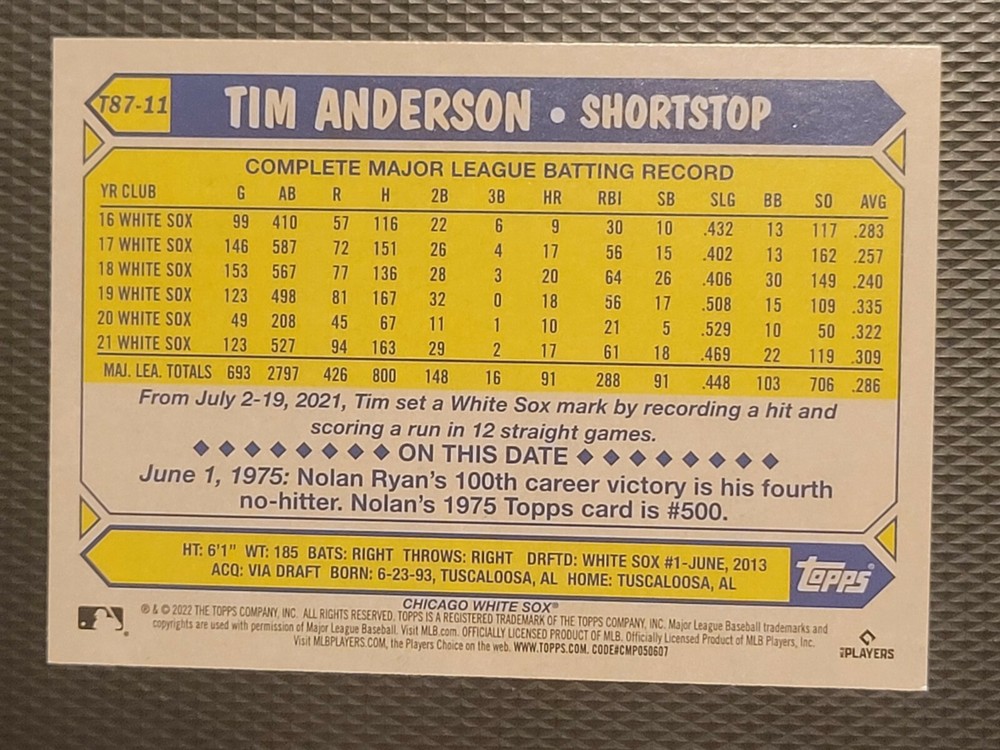 T87-11
TIM ANDERSON • SHORTSTOP
COMPLETE MAJOR LEAGUE BATTING RECORD
YR CLUB G AB R H 2B 3B HR RBI SB SLG BB SO AVG
16 WHITE SOX 99 410 57 116 22 6 9 30 10 .432 13 117 .283
17 WHITE SOX 146 587 72 151 26 4 17 56 15 .402 13 162 .257
18 WHITE SOX 153 567 77 136 28 3 20 64 26 .406 30 149 .240
19 WHITE SOX 123 498 81 167 32 0 18 56 17 .508 15 109 .335
20 WHITE SOX 49 208 45 67 11 1 10 21 5 .529 10 50 .322
21 WHITE SOX 123 527 94 163 29 2 17 61 18 .469 22 119 .309
MAJ. LEA. TOTALS 693 2797 426 800 148 16 91 288 91 .448 103 706 .286
From July 2-19, 2021, Tim set a White Sox mark by recording a hit and
scoring a run in 12 straight games.
◆ ◆ ◆ ◆ ◆ ◆ ◆ ◆ ON THIS DATE ◆ ◆ ◆ ◆ ◆ ◆ ◆ ◆
June 1, 1975: Nolan Ryan's 100th career victory is his fourth
no-hitter. Nolan's 1975 Topps card is #500.
HT: 6'1" WT: 185 BATS: RIGHT THROWS: RIGHT DRFTD: WHITE SOX #1-JUNE, 2013
ACQ: VIA DRAFT BORN: 6-23-93, TUSCALOOSA, AL HOME: TUSCALOOSA, AL
topps®
CHICAGO WHITE SOX®
® & © 2022 THE TOPPS COMPANY, INC. ALL RIGHTS RESERVED. TOPPS IS A REGISTERED TRADEMARK OF THE TOPPS COMPANY, INC. Major League Baseball trademarks and
copyrights are used with permission of Major League Baseball. Visit MLB.com. OFFICIALLY LICENSED PRODUCT OF MLB. Officially Licensed Product of MLB Players, Inc.
Visit MLBPLAYERS.COM, the Players Choice on the web. WWW.TOPPS.COM. CODE#CMP050607
MLBPLAYERS